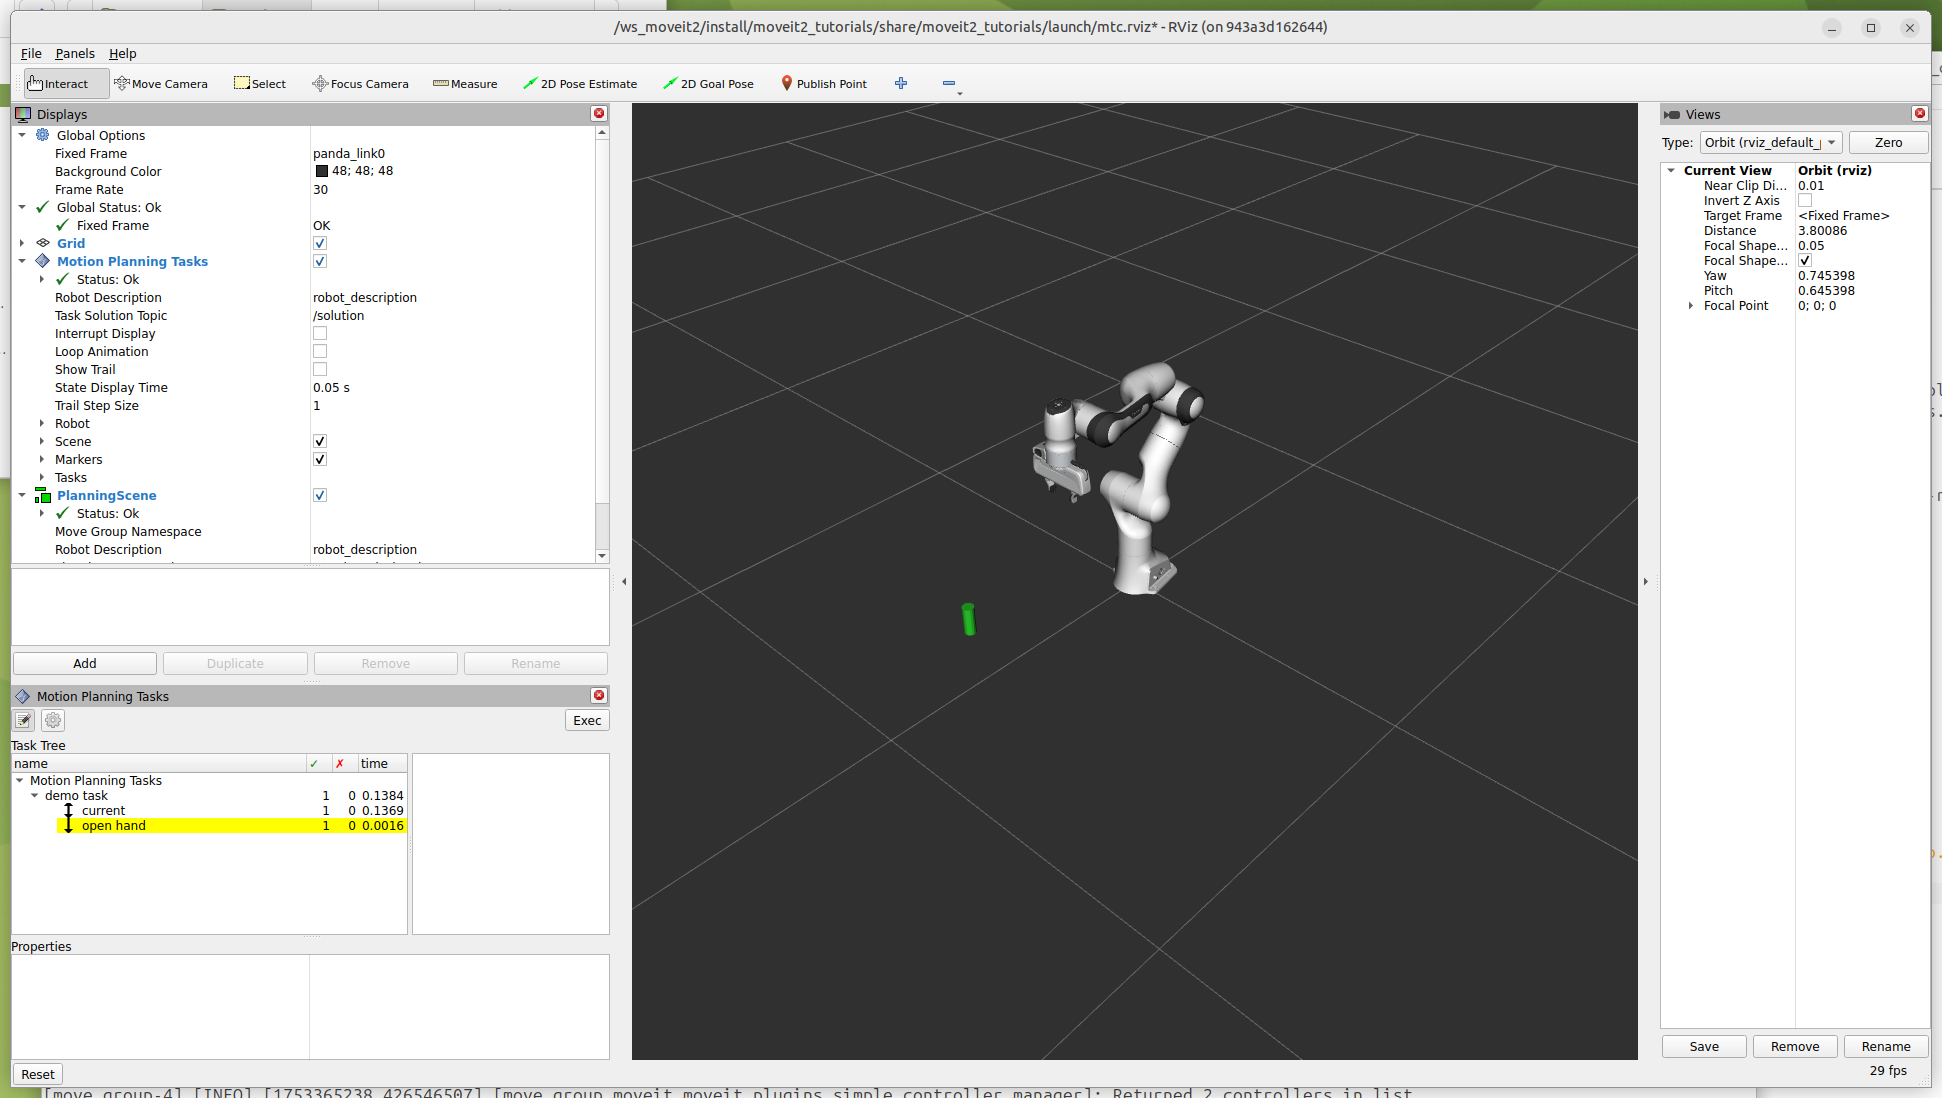 /ws_moveit2/install/moveit2_tutorials/share/moveit2_tutorials/launch/mtc.rviz* - RViz (on 943a3d162644)
File Panels Help
Interact Move Camera Select Focus Camera Measure 2D Pose Estimate 2D Goal Pose Publish Point
Displays
Global Options
Fixed Frame panda_link0
Background Color 48; 48; 48
Frame Rate 30
Global Status: Ok
Fixed Frame OK
Grid
Motion Planning Tasks
Status: Ok
Robot Description robot_description
Task Solution Topic /solution
Interrupt Display
Loop Animation
Show Trail
State Display Time 0.05 s
Trail Step Size 1
Robot
Scene
Markers
Tasks
PlanningScene
Status: Ok
Move Group Namespace
Robot Description robot_description
Add Duplicate Remove Rename
Motion Planning Tasks
Exec
Task Tree
name ✓ ✗ time
Motion Planning Tasks
demo task 1 0 0.1384
current 1 0 0.1369
open hand 1 0 0.0016
Properties
Reset
Views
Type: Orbit (rviz_default_ Zero
Current View Orbit (rviz)
Near Clip Di... 0.01
Invert Z Axis
Target Frame <Fixed Frame>
Distance 3.80086
Focal Shape... 0.05
Focal Shape...
Yaw 0.745398
Pitch 0.645398
Focal Point 0; 0; 0
Save Remove Rename
29 fps
[move_group-4] [INFO] [1753365238.426546507] [move_group.moveit.moveit.plugins.simple_controller_manager]: Returned 2 controllers in list